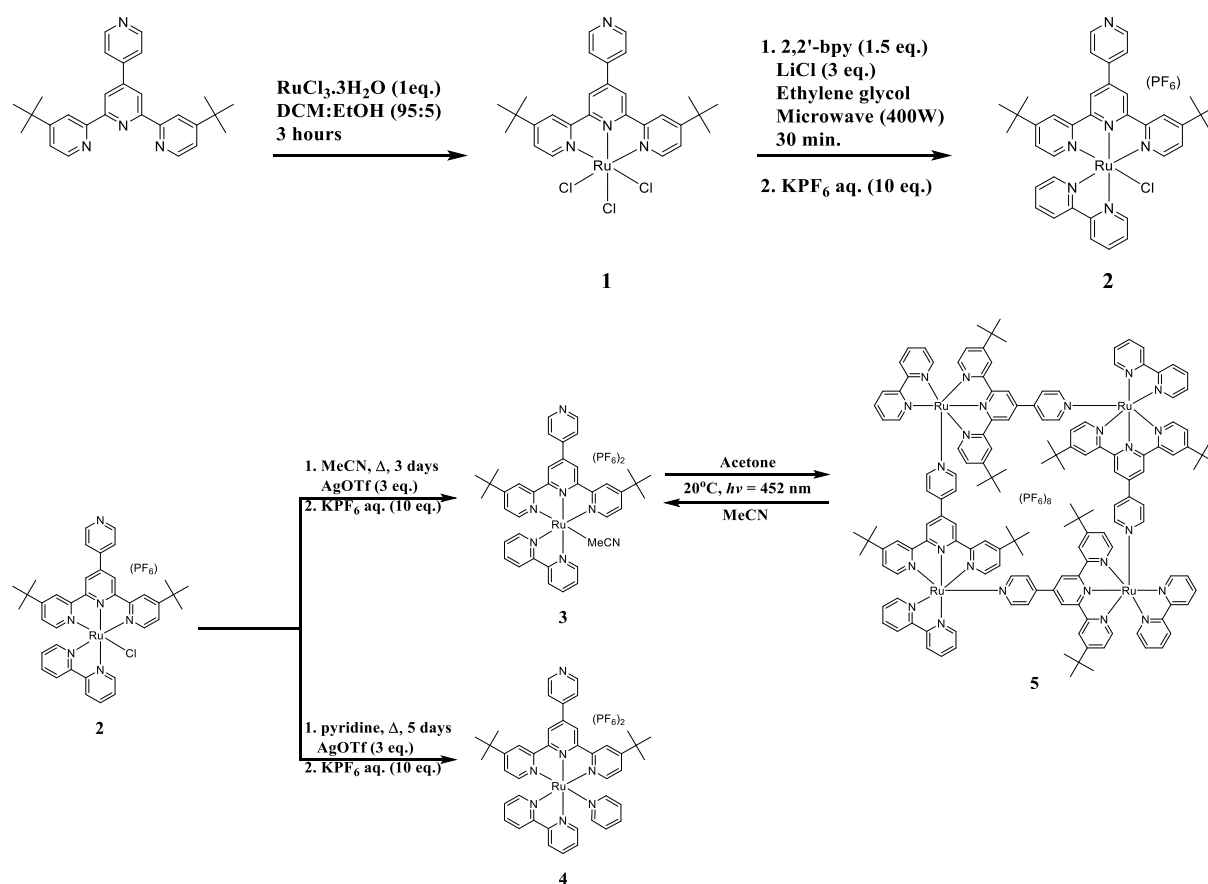 N
N
N
N
RuCl₃.3H₂O (1eq.)
DCM:EtOH (95:5)
3 hours
N
N
N
N
Ru
Cl
Cl
Cl
1
1. 2,2'-bpy (1.5 eq.)
LiCl (3 eq.)
Ethylene glycol
Microwave (400W)
30 min.
2. KPF₆ aq. (10 eq.)
N
(PF₆)
N
N
N
Ru
N
Cl
N
2
N
(PF₆)
N
N
N
Ru
N
Cl
N
2
1. MeCN, Δ, 3 days
AgOTf (3 eq.)
2. KPF₆ aq. (10 eq.)
N
(PF₆)₂
N
N
N
Ru
N
MeCN
N
3
1. pyridine, Δ, 5 days
AgOTf (3 eq.)
2. KPF₆ aq. (10 eq.)
N
(PF₆)₂
N
N
N
Ru
N
N
N
4
Acetone
20°C, hν = 452 nm
MeCN
N
N
N
Ru
N
N
N
N
N
Ru
N
N
N
N
N
(PF₆)₈
N
N
N
N
Ru
N
N
N
N
N
N
Ru
N
N
N
5